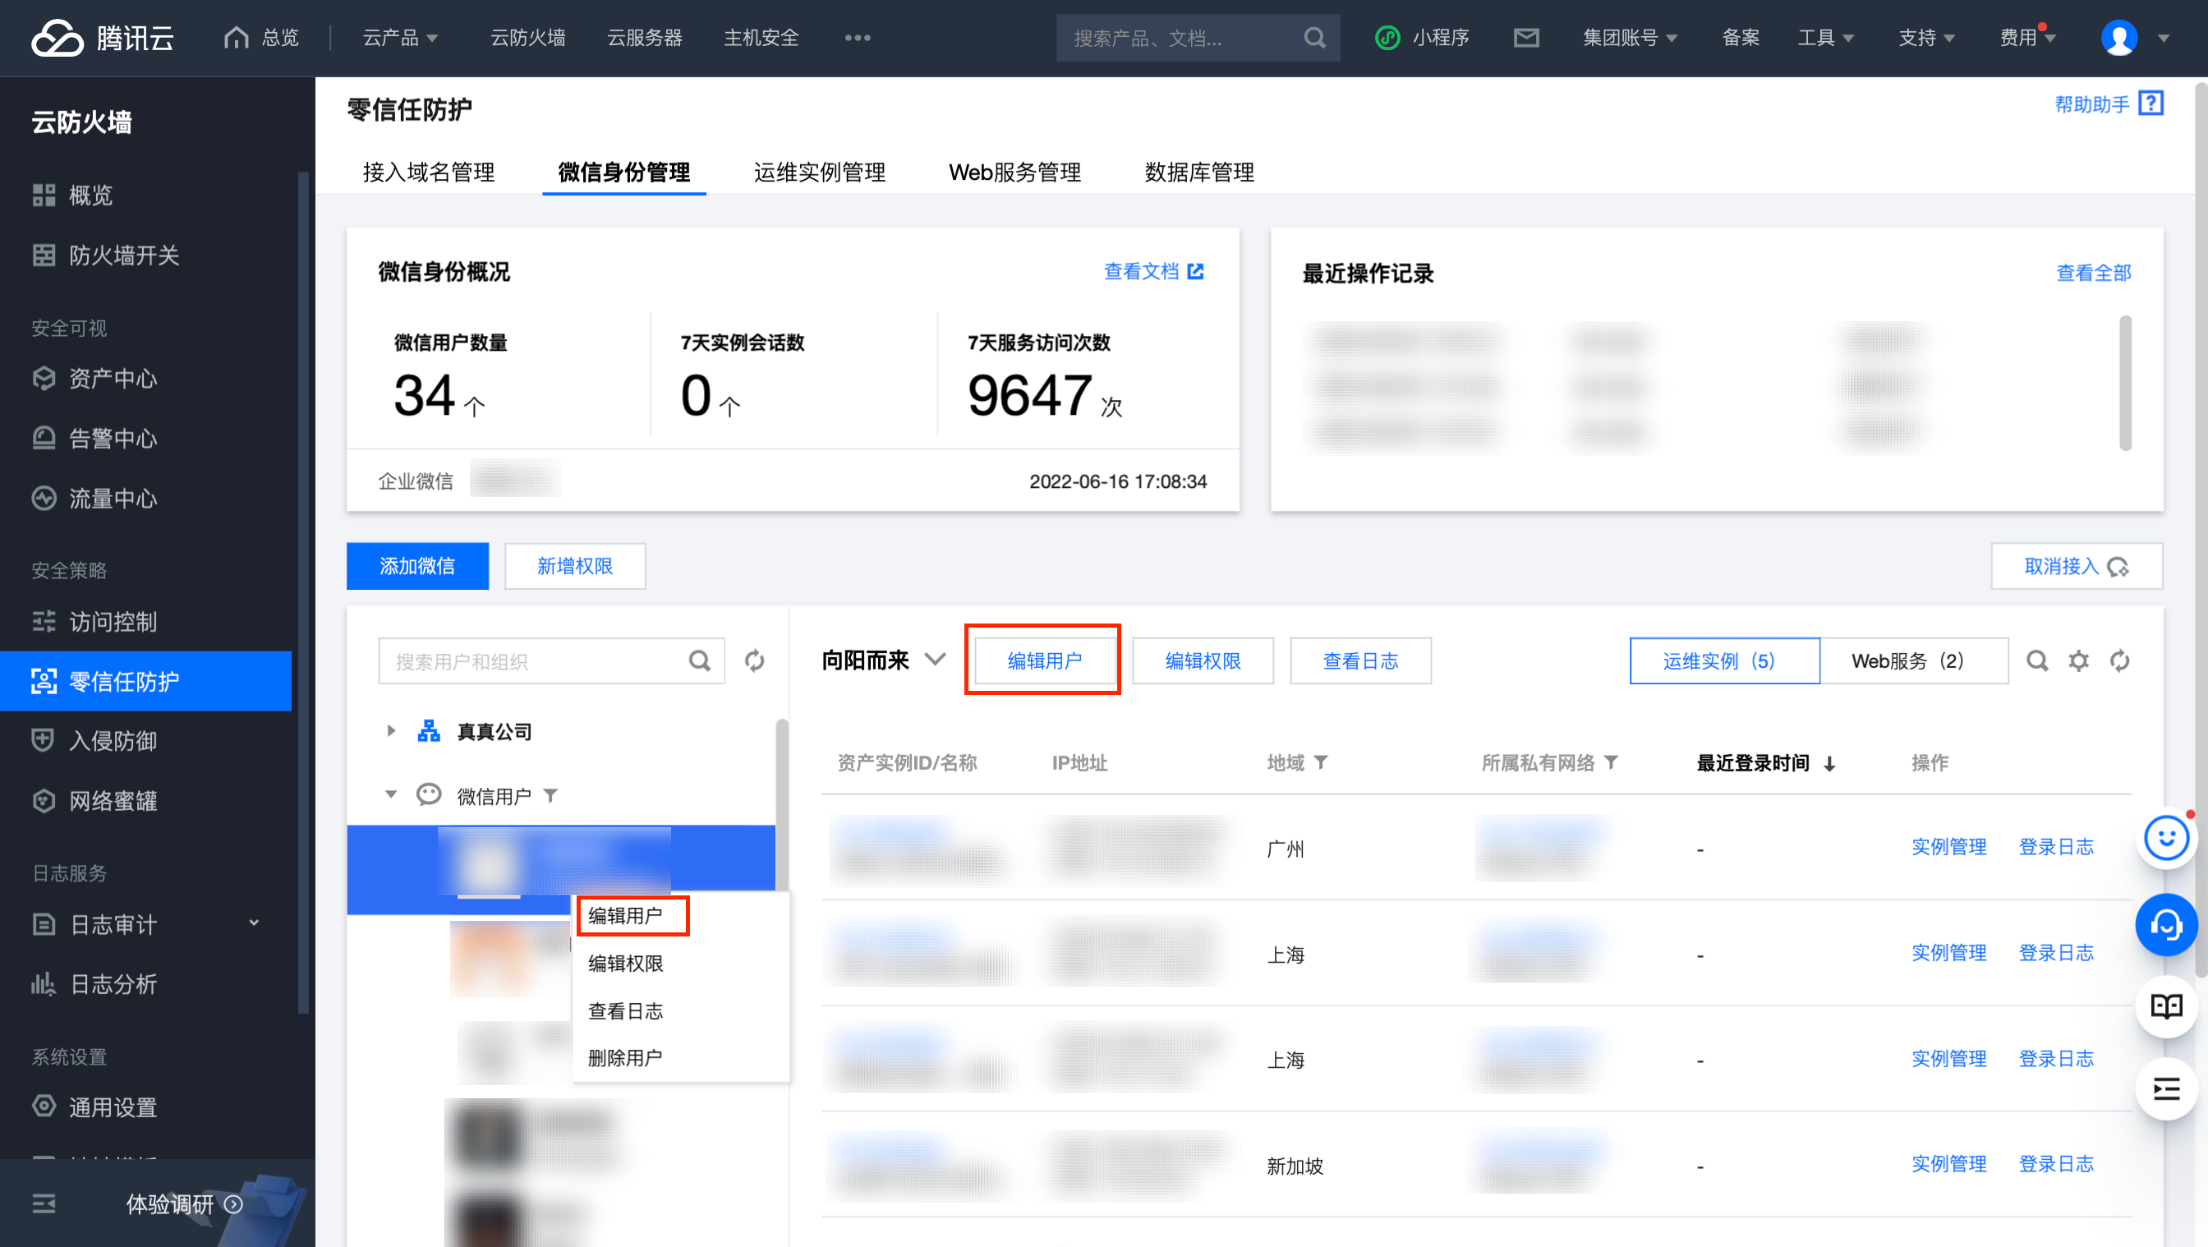 腾讯云
总览
云产品
云防火墙
云服务器
主机安全
搜索产品、文档...
小程序
集团账号
备案
工具
支持
费用
云防火墙
概览
防火墙开关
安全可视
资产中心
告警中心
流量中心
安全策略
访问控制
零信任防护
入侵防御
网络蜜罐
日志服务
日志审计
日志分析
系统设置
通用设置
体验调研
零信任防护
帮助助手
接入域名管理
微信身份管理
运维实例管理
Web服务管理
数据库管理
微信身份概况
查看文档
微信用户数量
34 个
7天实例会话数
0 个
7天服务访问次数
9647 次
企业微信
2022-06-16 17:08:34
最近操作记录
查看全部
添加微信
新增权限
取消接入
搜索用户和组织
真真公司
微信用户
编辑用户
编辑权限
查看日志
删除用户
向阳而来
编辑用户
编辑权限
查看日志
运维实例（5）
Web服务（2）
资产实例ID/名称 IP地址 地域 所属私有网络 最近登录时间 操作
广州 - 实例管理 登录日志
上海 - 实例管理 登录日志
上海 - 实例管理 登录日志
新加坡 - 实例管理 登录日志